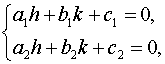 a₁h + b₁k + c₁ = 0,
a₂h + b₂k + c₂ = 0,